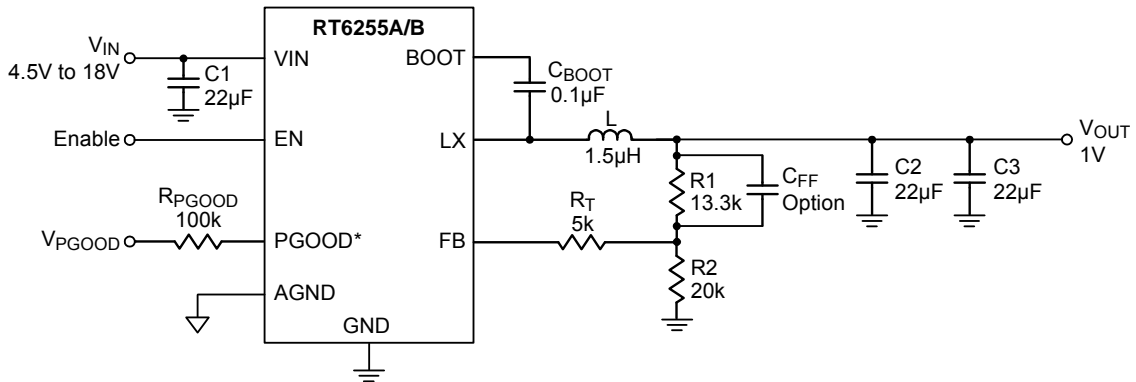 RT6255A/B
VIN
4.5V to 18V
C1
22µF
VIN
BOOT
CBOOT
0.1µF
Enable
EN
LX
L
1.5µH
VOUT
1V
C2
22µF
C3
22µF
R1
13.3k
CFF
Option
RPGOOD
100k
VPGOOD
PGOOD*
FB
RT
5k
R2
20k
AGND
GND